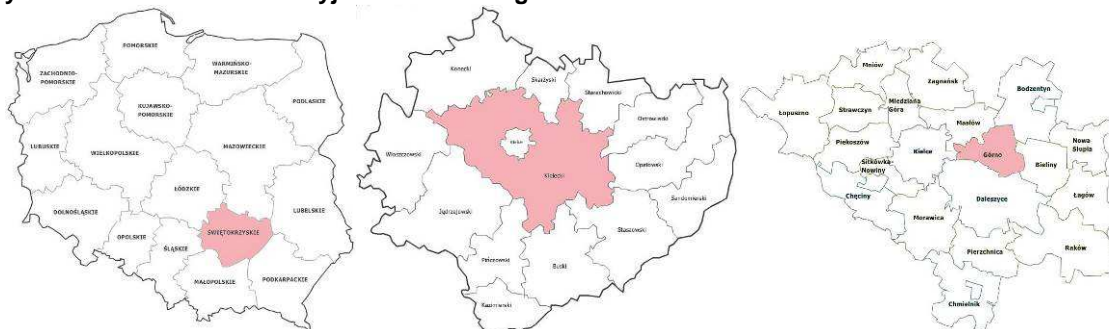 POMORSKIE
ZACHODNIO-
POMORSKIE
WARMIŃSKO-
MAZURSKIE
PODLASKIE
KUJAWSKO-
POMORSKIE
LUBUSKIE
WIELKOPOLSKIE
MAZOWIECKIE
ŁÓDZKIE
DOLNOŚLĄSKIE
LUBELSKIE
OPOLSKIE
ŚLĄSKIE
ŚWIĘTOKRZYSKIE
MAŁOPOLSKIE
PODKARPACKIE
Konecki
Skarżyski
Starachowicki
Ostrowiecki
Włoszczowski
Kielce
Kielecki
Opatowski
Sandomierski
Jędrzejowski
Staszowski
Pińczowski
Buski
Kazimierski
Mniów
Zagnańsk
Bodzentyn
Łopuszno
Strawczyn
Miedziana
Góra
Masłów
Piekoszów
Kielce
Górno
Nowa
Słupia
Sitkówka-
Nowiny
Bieliny
Chęciny
Daleszyce
Łagów
Morawica
Pierzchnica
Raków
Chmielnik